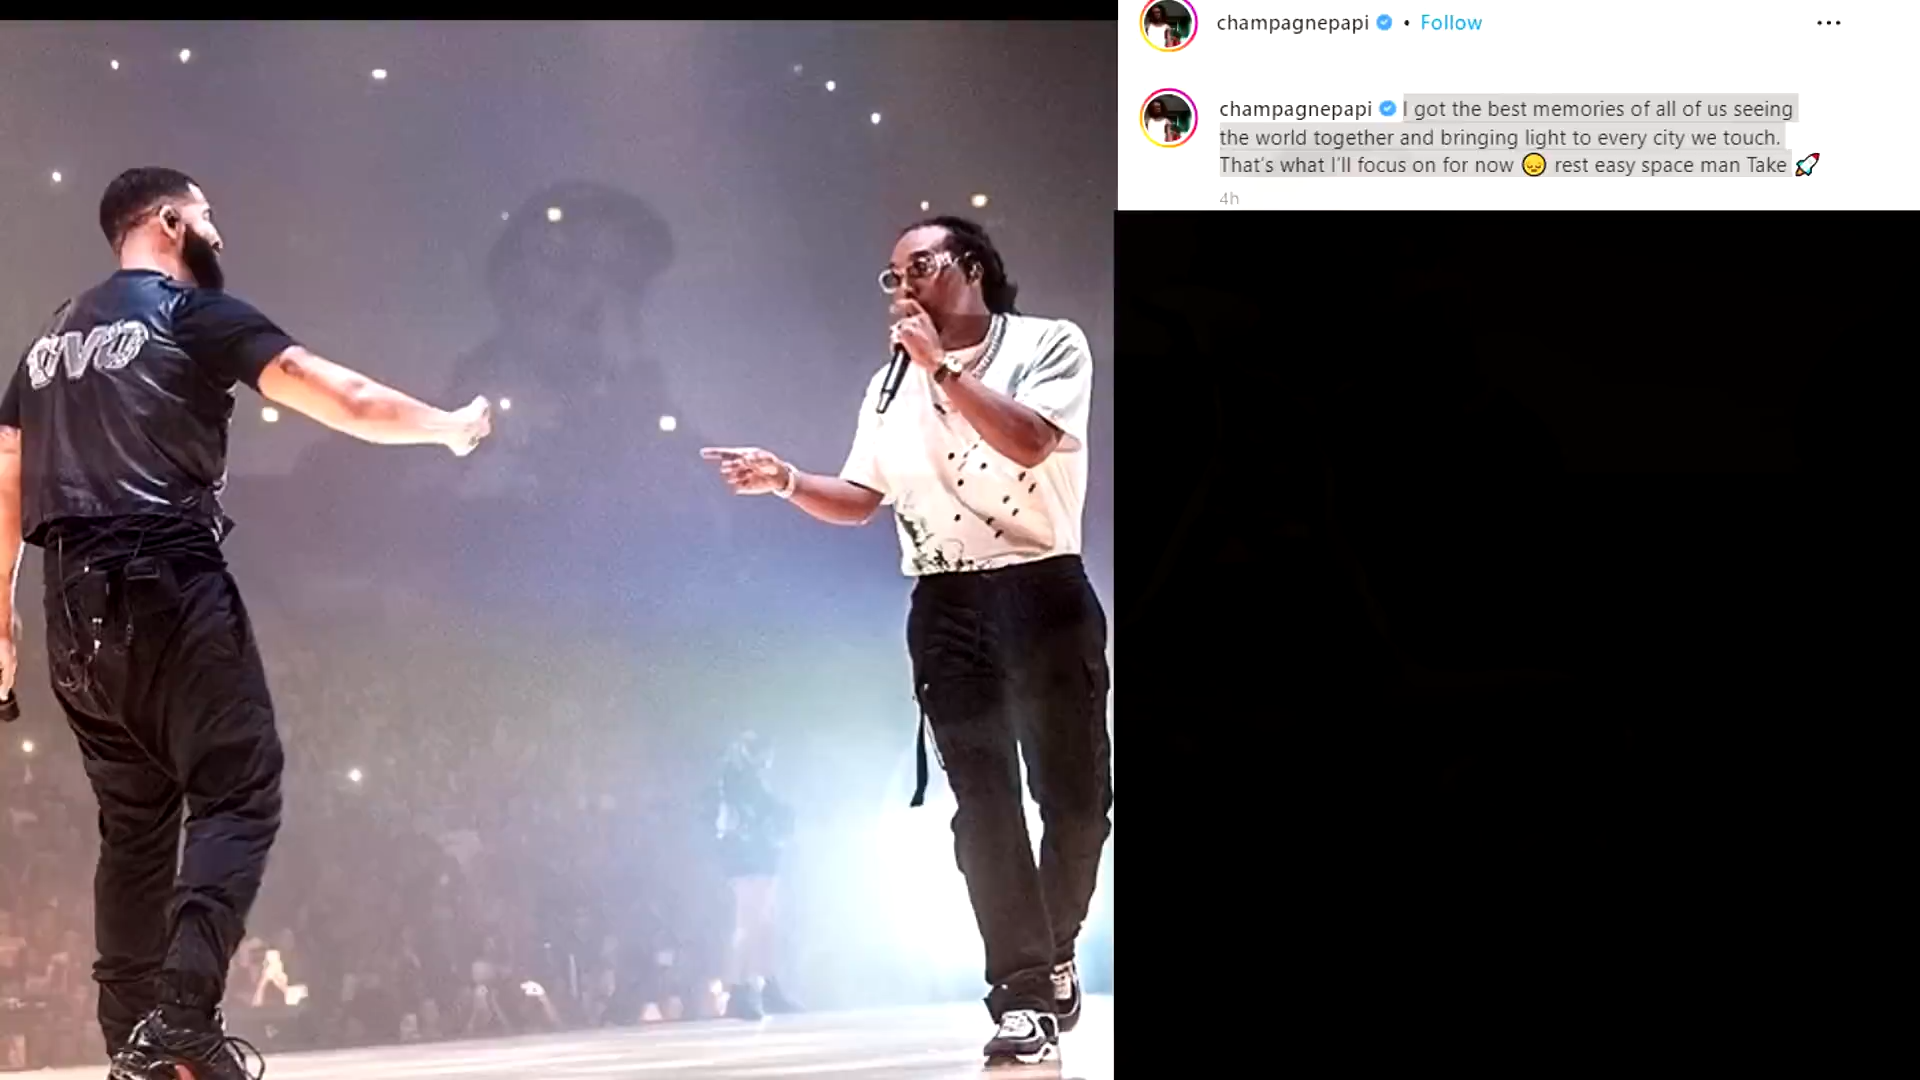 champagnepapi • Follow
champagnepapi I got the best memories of all of us seeing
the world together and bringing light to every city we touch.
That's what I'll focus on for now 😔 rest easy space man Take 🚀
4h
OVO